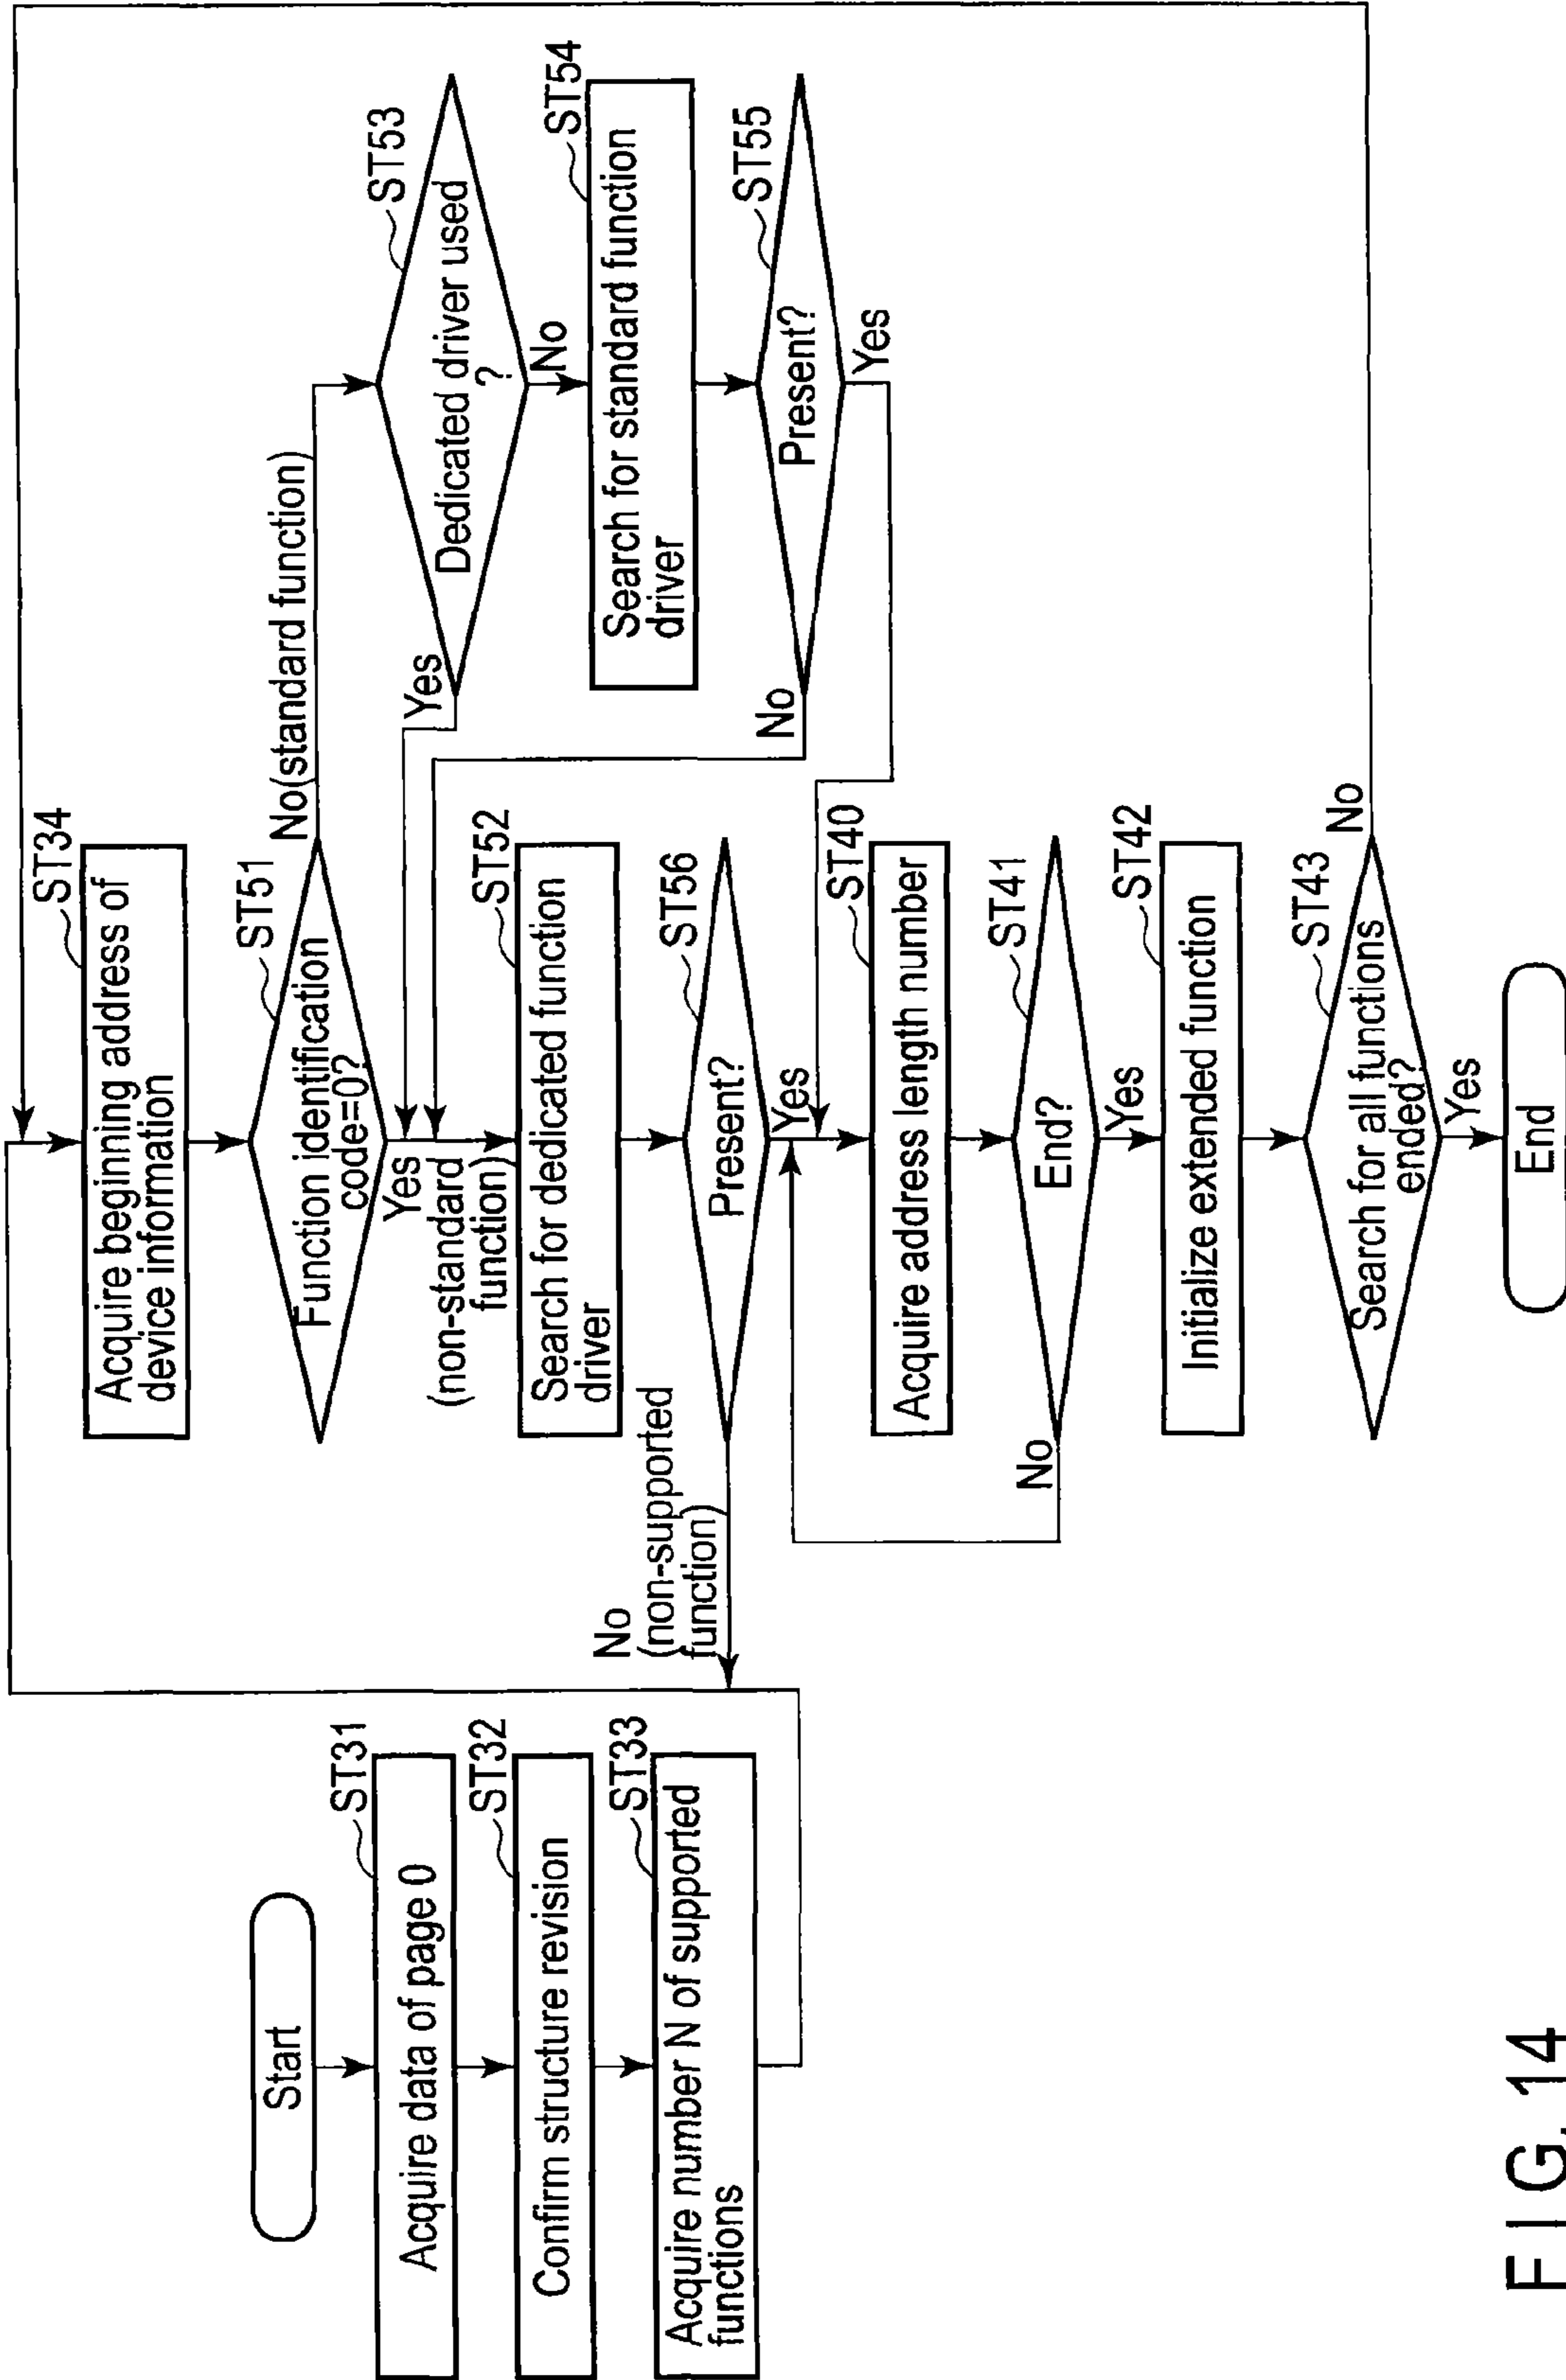 Start
ST31
Acquire data of page 0
ST32
Confirm structure revision
ST33
Acquire number N of supported
functions
ST34
Acquire beginning address of
device information
ST51
Function identification
code=0?
No(standard function)
Yes
(non-standard
function)
ST52
Search for dedicated function
driver
ST56
Present?
No
(non-supported
function)
Yes
ST40
Acquire address length number
ST41
End?
No
Yes
ST42
Initialize extended function
ST43
Search for all functions
ended?
No
Yes
End
ST53
Dedicated driver used
?
Yes
No
ST54
Search for standard function
driver
ST55
Present?
No
Yes
FIG.14